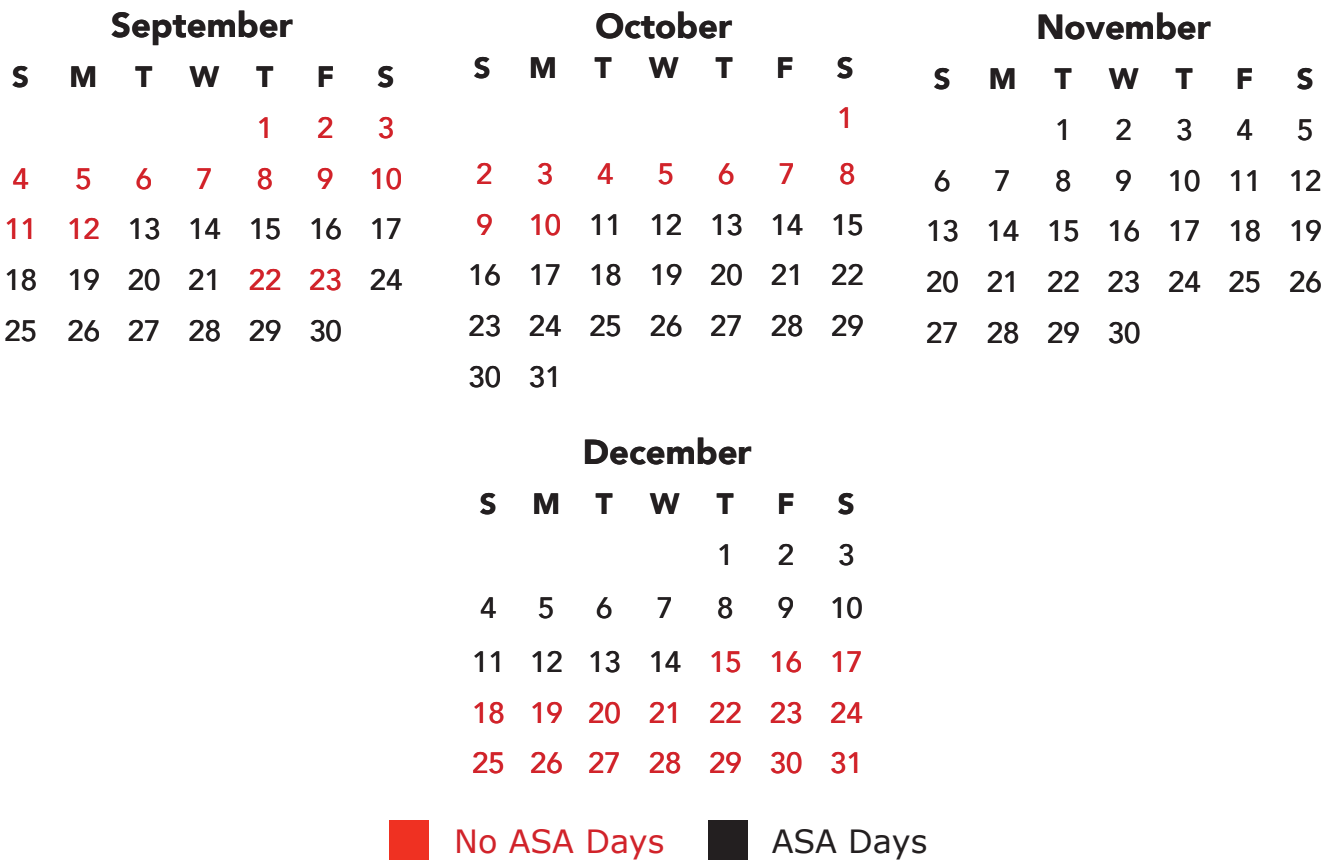 September
S M T W T F S
1 2 3
4 5 6 7 8 9 10
11 12 13 14 15 16 17
18 19 20 21 22 23 24
25 26 27 28 29 30
October
S M T W T F S
1
2 3 4 5 6 7 8
9 10 11 12 13 14 15
16 17 18 19 20 21 22
23 24 25 26 27 28 29
30 31
November
S M T W T F S
1 2 3 4 5
6 7 8 9 10 11 12
13 14 15 16 17 18 19
20 21 22 23 24 25 26
27 28 29 30
December
S M T W T F S
1 2 3
4 5 6 7 8 9 10
11 12 13 14 15 16 17
18 19 20 21 22 23 24
25 26 27 28 29 30 31
No ASA Days
ASA Days